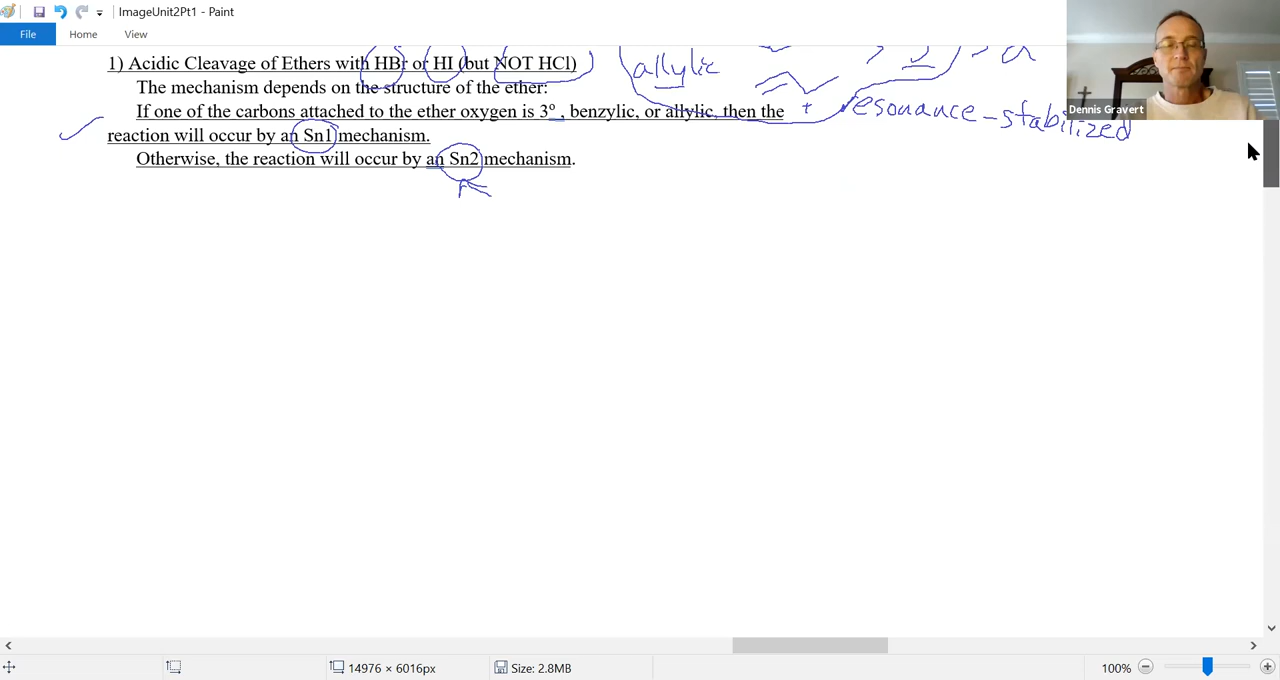 ImageUnit2Pt1 - Paint
File Home View
1) Acidic Cleavage of Ethers with HBr or HI (but NOT HCl)
allylic
The mechanism depends on the structure of the ether:
If one of the carbons attached to the ether oxygen is 3º , benzylic, or allylic, then the
+ resonance-stabilized
Dennis Gravert
reaction will occur by an Sn1 mechanism.
Otherwise, the reaction will occur by an Sn2 mechanism.
14976 × 6016px
Size: 2.8MB
100%